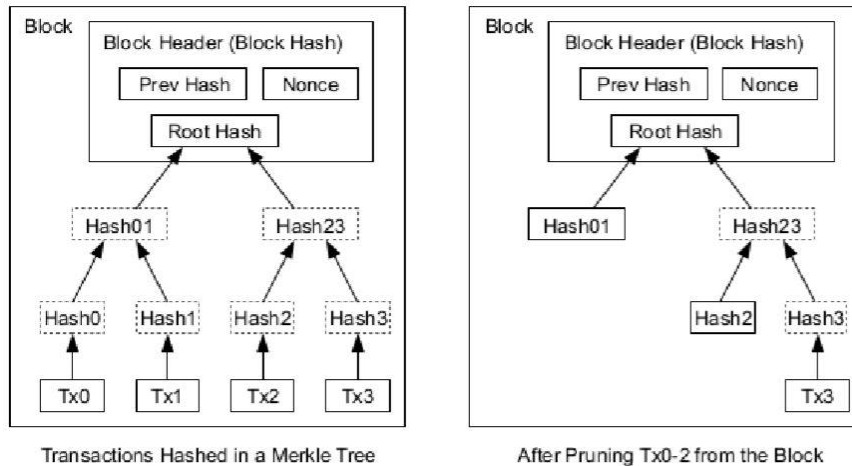 Block
Block Header (Block Hash)
Prev Hash
Nonce
Root Hash
Hash01
Hash23
Hash0
Hash1
Hash2
Hash3
Tx0
Tx1
Tx2
Tx3
Transactions Hashed in a Merkle Tree
Block
Block Header (Block Hash)
Prev Hash
Nonce
Root Hash
Hash01
Hash23
Hash2
Hash3
Tx3
After Pruning Tx0-2 from the Block